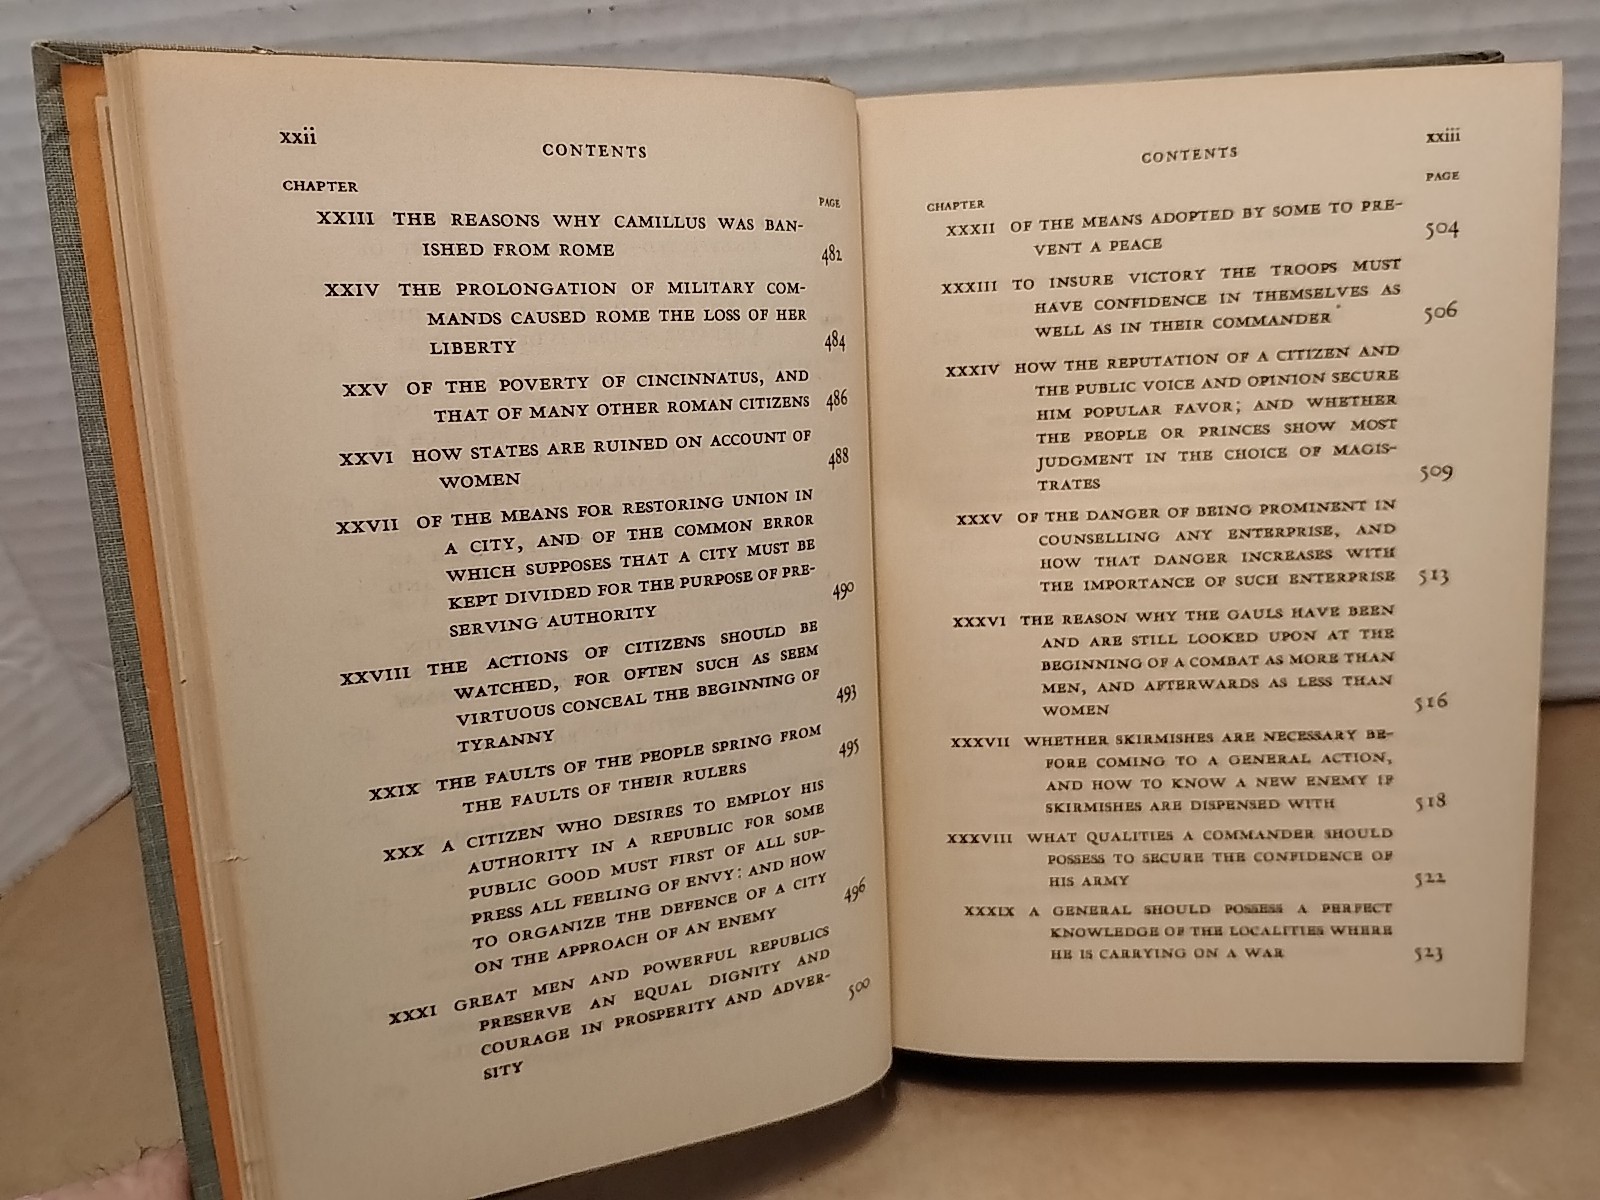 xxii
CONTENTS
CHAPTER
PAGE
XXIII THE REASONS WHY CAMILLUS WAS BAN-
ISHED FROM ROME 482
XXIV THE PROLONGATION OF MILITARY COM-
MANDS CAUSED ROME THE LOSS OF HER
LIBERTY 484
XXV OF THE POVERTY OF CINCINNATUS, AND
THAT OF MANY OTHER ROMAN CITIZENS 486
XXVI HOW STATES ARE RUINED ON ACCOUNT OF
WOMEN 488
XXVII OF THE MEANS FOR RESTORING UNION IN
A CITY, AND OF THE COMMON ERROR
WHICH SUPPOSES THAT A CITY MUST BE
KEPT DIVIDED FOR THE PURPOSE OF PRE-
SERVING AUTHORITY 490
XXVIII THE ACTIONS OF CITIZENS SHOULD BE
WATCHED, FOR OFTEN SUCH AS SEEM
VIRTUOUS CONCEAL THE BEGINNING OF
TYRANNY 493
XXIX THE FAULTS OF THE PEOPLE SPRING FROM
THE FAULTS OF THEIR RULERS 495
XXX A CITIZEN WHO DESIRES TO EMPLOY HIS
AUTHORITY IN A REPUBLIC FOR SOME
PUBLIC GOOD MUST FIRST OF ALL SUP-
PRESS ALL FEELING OF ENVY: AND HOW
TO ORGANIZE THE DEFENCE OF A CITY
ON THE APPROACH OF AN ENEMY 496
XXXI GREAT MEN AND POWERFUL REPUBLICS
PRESERVE AN EQUAL DIGNITY AND
COURAGE IN PROSPERITY AND ADVER-
SITY 500
xxiii
CONTENTS
CHAPTER
PAGE
XXXII OF THE MEANS ADOPTED BY SOME TO PRE-
VENT A PEACE 504
XXXIII TO INSURE VICTORY THE TROOPS MUST
HAVE CONFIDENCE IN THEMSELVES AS
WELL AS IN THEIR COMMANDER 506
XXXIV HOW THE REPUTATION OF A CITIZEN AND
THE PUBLIC VOICE AND OPINION SECURE
HIM POPULAR FAVOR; AND WHETHER
THE PEOPLE OR PRINCES SHOW MOST
JUDGMENT IN THE CHOICE OF MAGIS-
TRATES 509
XXXV OF THE DANGER OF BEING PROMINENT IN
COUNSELLING ANY ENTERPRISE, AND
HOW THAT DANGER INCREASES WITH
THE IMPORTANCE OF SUCH ENTERPRISE 513
XXXVI THE REASON WHY THE GAULS HAVE BEEN
AND ARE STILL LOOKED UPON AT THE
BEGINNING OF A COMBAT AS MORE THAN
MEN, AND AFTERWARDS AS LESS THAN
WOMEN 516
XXXVII WHETHER SKIRMISHES ARE NECESSARY BE-
FORE COMING TO A GENERAL ACTION,
AND HOW TO KNOW A NEW ENEMY IF
SKIRMISHES ARE DISPENSED WITH 518
XXXVIII WHAT QUALITIES A COMMANDER SHOULD
POSSESS TO SECURE THE CONFIDENCE OF
HIS ARMY 522
XXXIX A GENERAL SHOULD POSSESS A PERFECT
KNOWLEDGE OF THE LOCALITIES WHERE
HE IS CARRYING ON A WAR 523